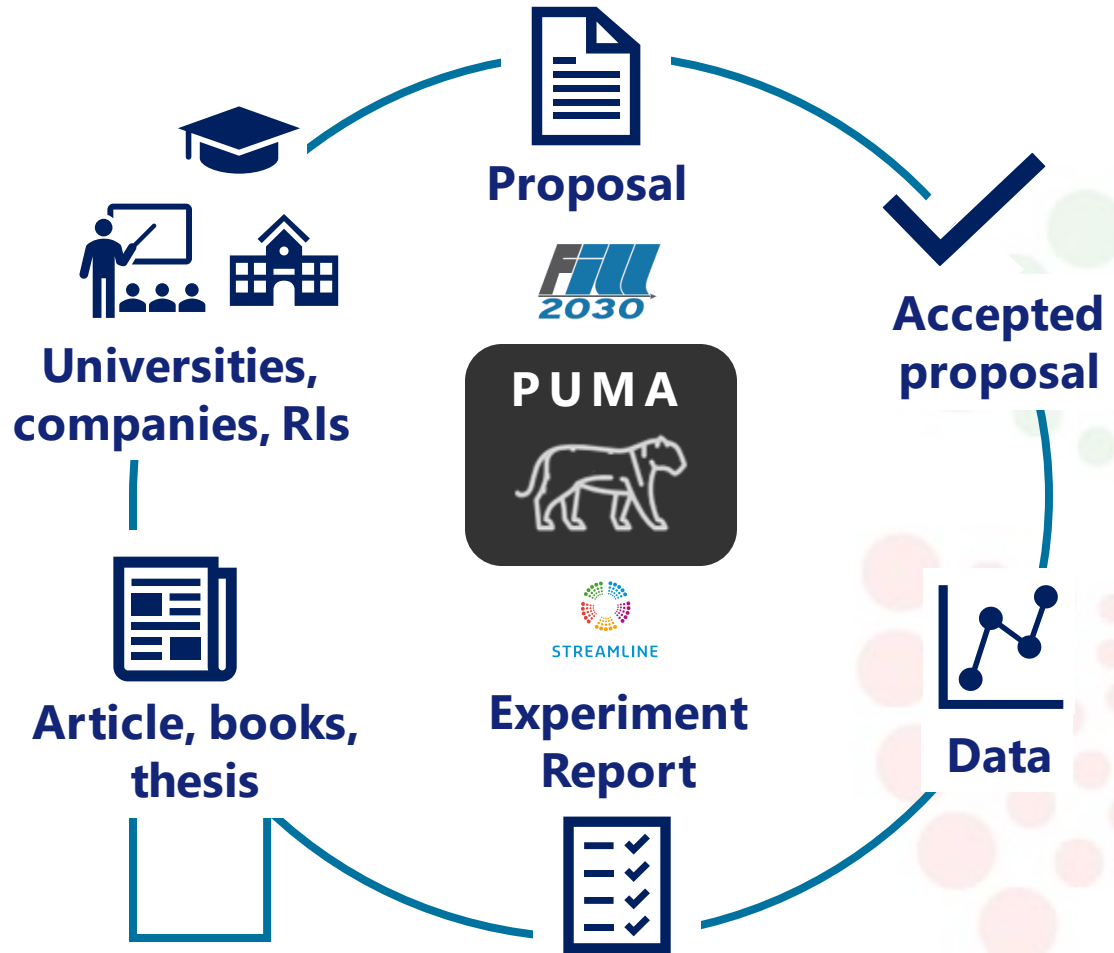 Proposal
Accepted
proposal
Universities,
companies, RIs
Fill
2030
PUMA
STREAMLINE
Article, books,
thesis
Experiment
Report
Data